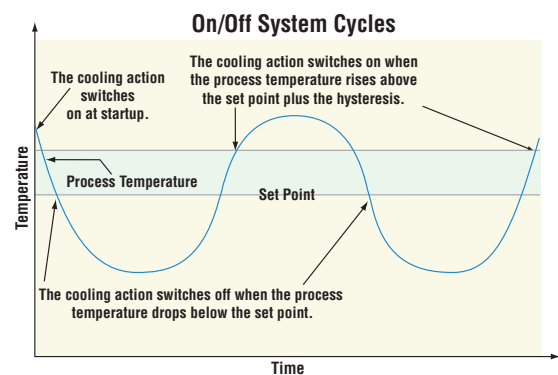 On/Off System Cycles
The cooling action
switches
on at startup.
The cooling action switches on when
the process temperature rises above
the set point plus the hysteresis.
Temperature
Process Temperature
Set Point
The cooling action switches off when the process
temperature drops below the set point.
Time